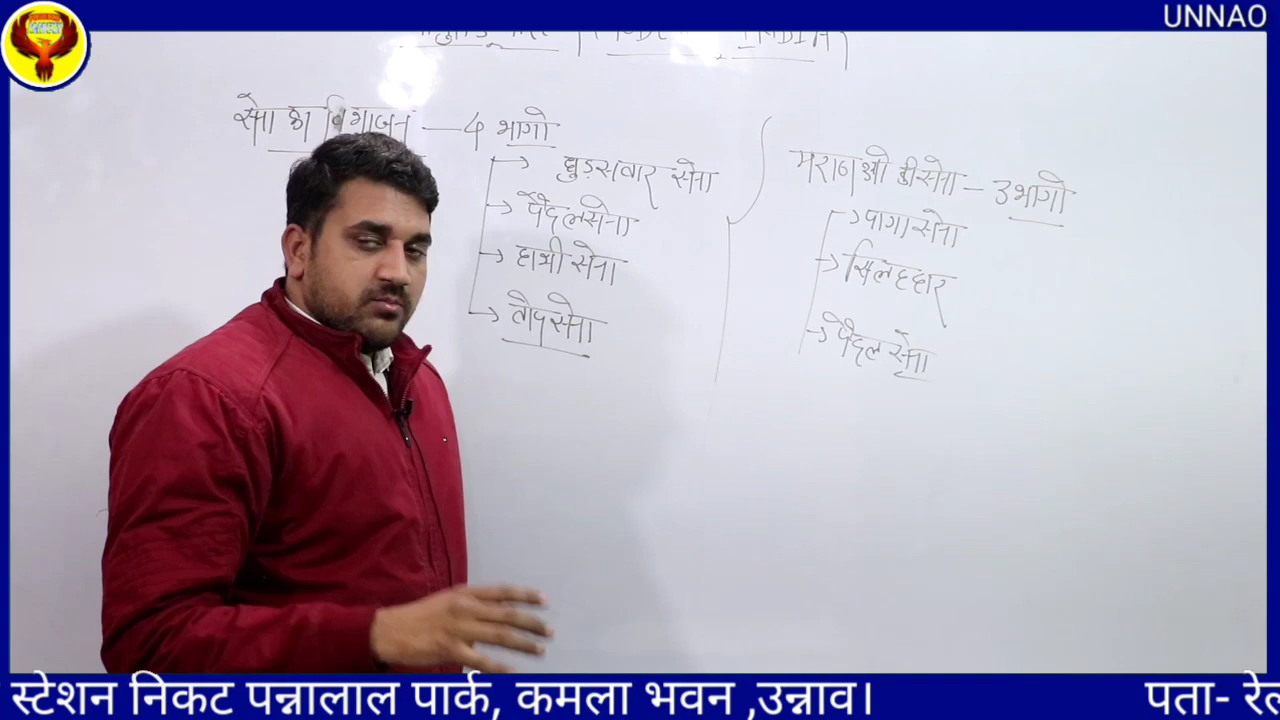 UNNAO
सेना का विभाजन — 4 भागो
→ घुड़सवार सेना
→ पैदल सेना
→ हाथी सेना
→ तोप सेना
मराठाओ की सेना – 3 भागो
→ पागा सेना
→ सिलहदार
→ पैदल सेना
स्टेशन निकट पन्नालाल पार्क, कमला भवन ,उन्नाव।
पता- रे